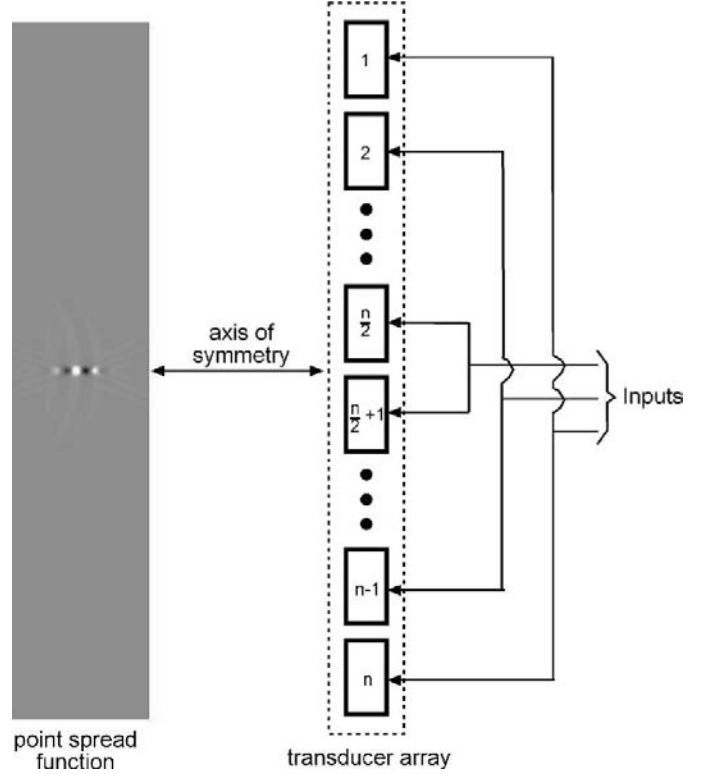 1
2
n/2
axis of
symmetry
n/2 +1
Inputs
n-1
n
point spread
function
transducer array